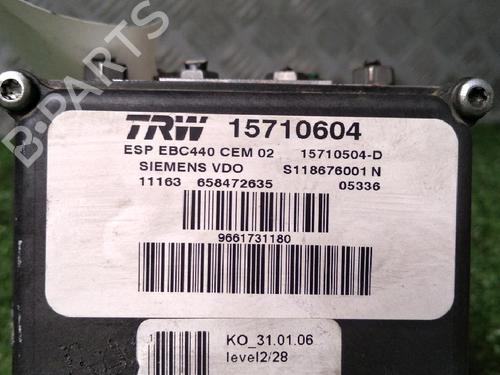 TRW 15710604
ESP EBC440 CEM 02 15710504-D
SIEMENS VDO S118676001 N
11163 658472635 05336
9661731180
KO_31.01.06
level2/28
B-PARTS